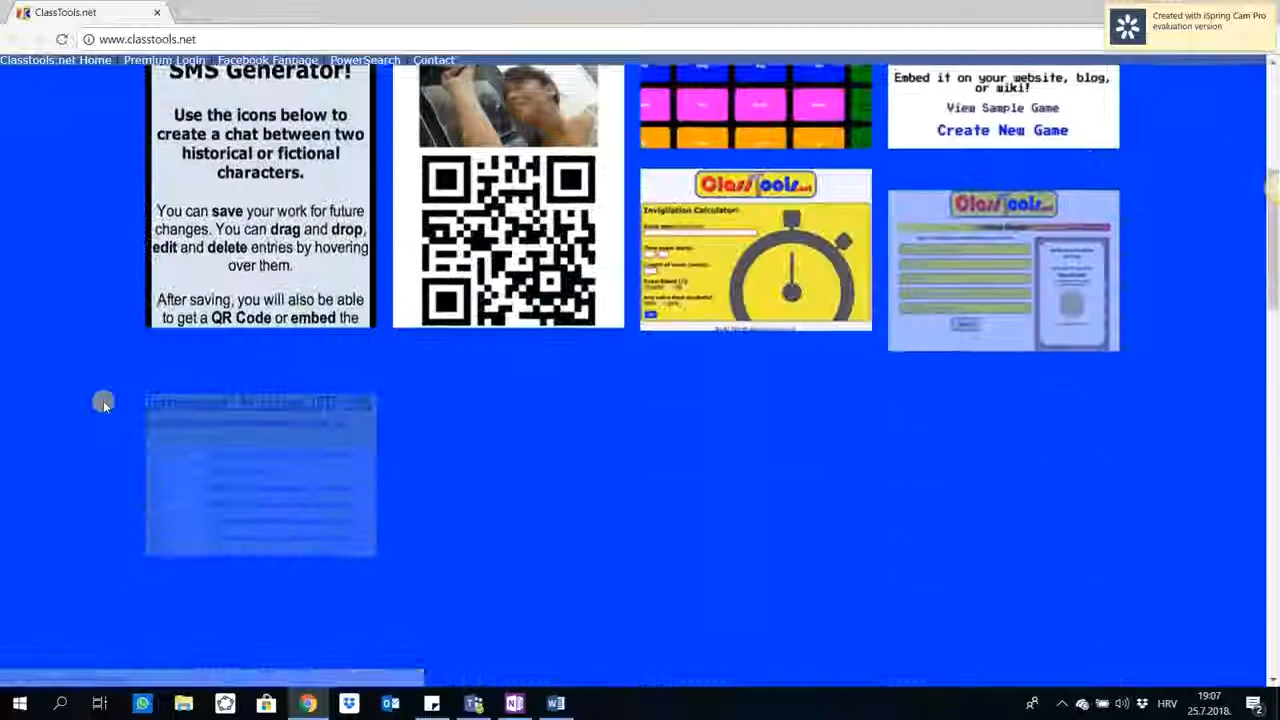 ClassTools.net
Created with iSpring Cam Pro
evaluation version
www.classtools.net
Classtools.net Home
Premium Login
Facebook Fanpage
PowerSearch
Contact
SMS Generator!
Use the icons below to
create a chat between two
historical or fictional
characters.
You can save your work for future
changes. You can drag and drop,
edit and delete entries by hovering
over them.
After saving, you will also be able
to get a QR Code or embed the
Embed it on your website, blog,
or wiki!
View Sample Game
Create New Game
ClassTools.net
Invigilation Calculator!
ClassTools.net
HRV
19:07
25.7.2018.
2